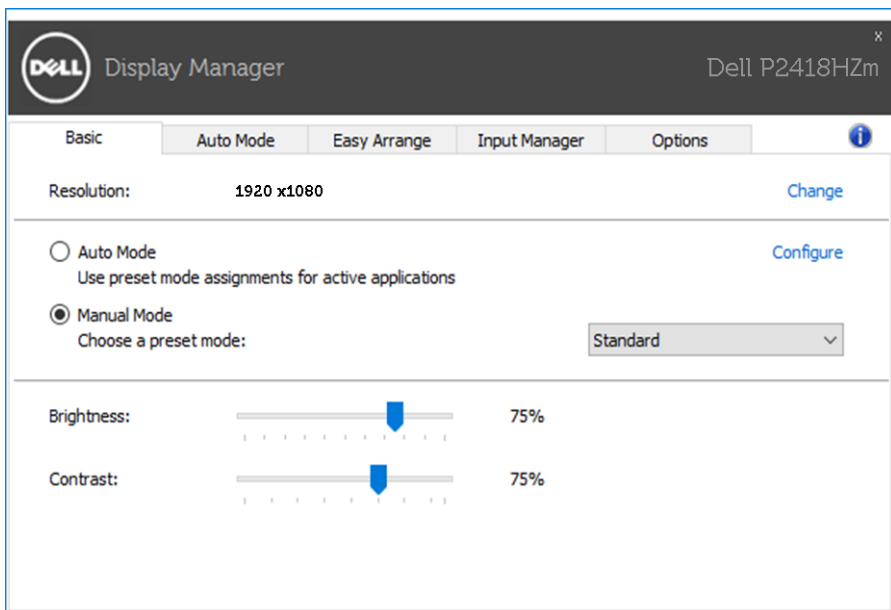 DELL Display Manager Dell P2418HZm x
Basic Auto Mode Easy Arrange Input Manager Options i
Resolution: 1920 x1080 Change
Auto Mode Configure
Use preset mode assignments for active applications
Manual Mode
Choose a preset mode: Standard
Brightness: 75%
Contrast: 75%